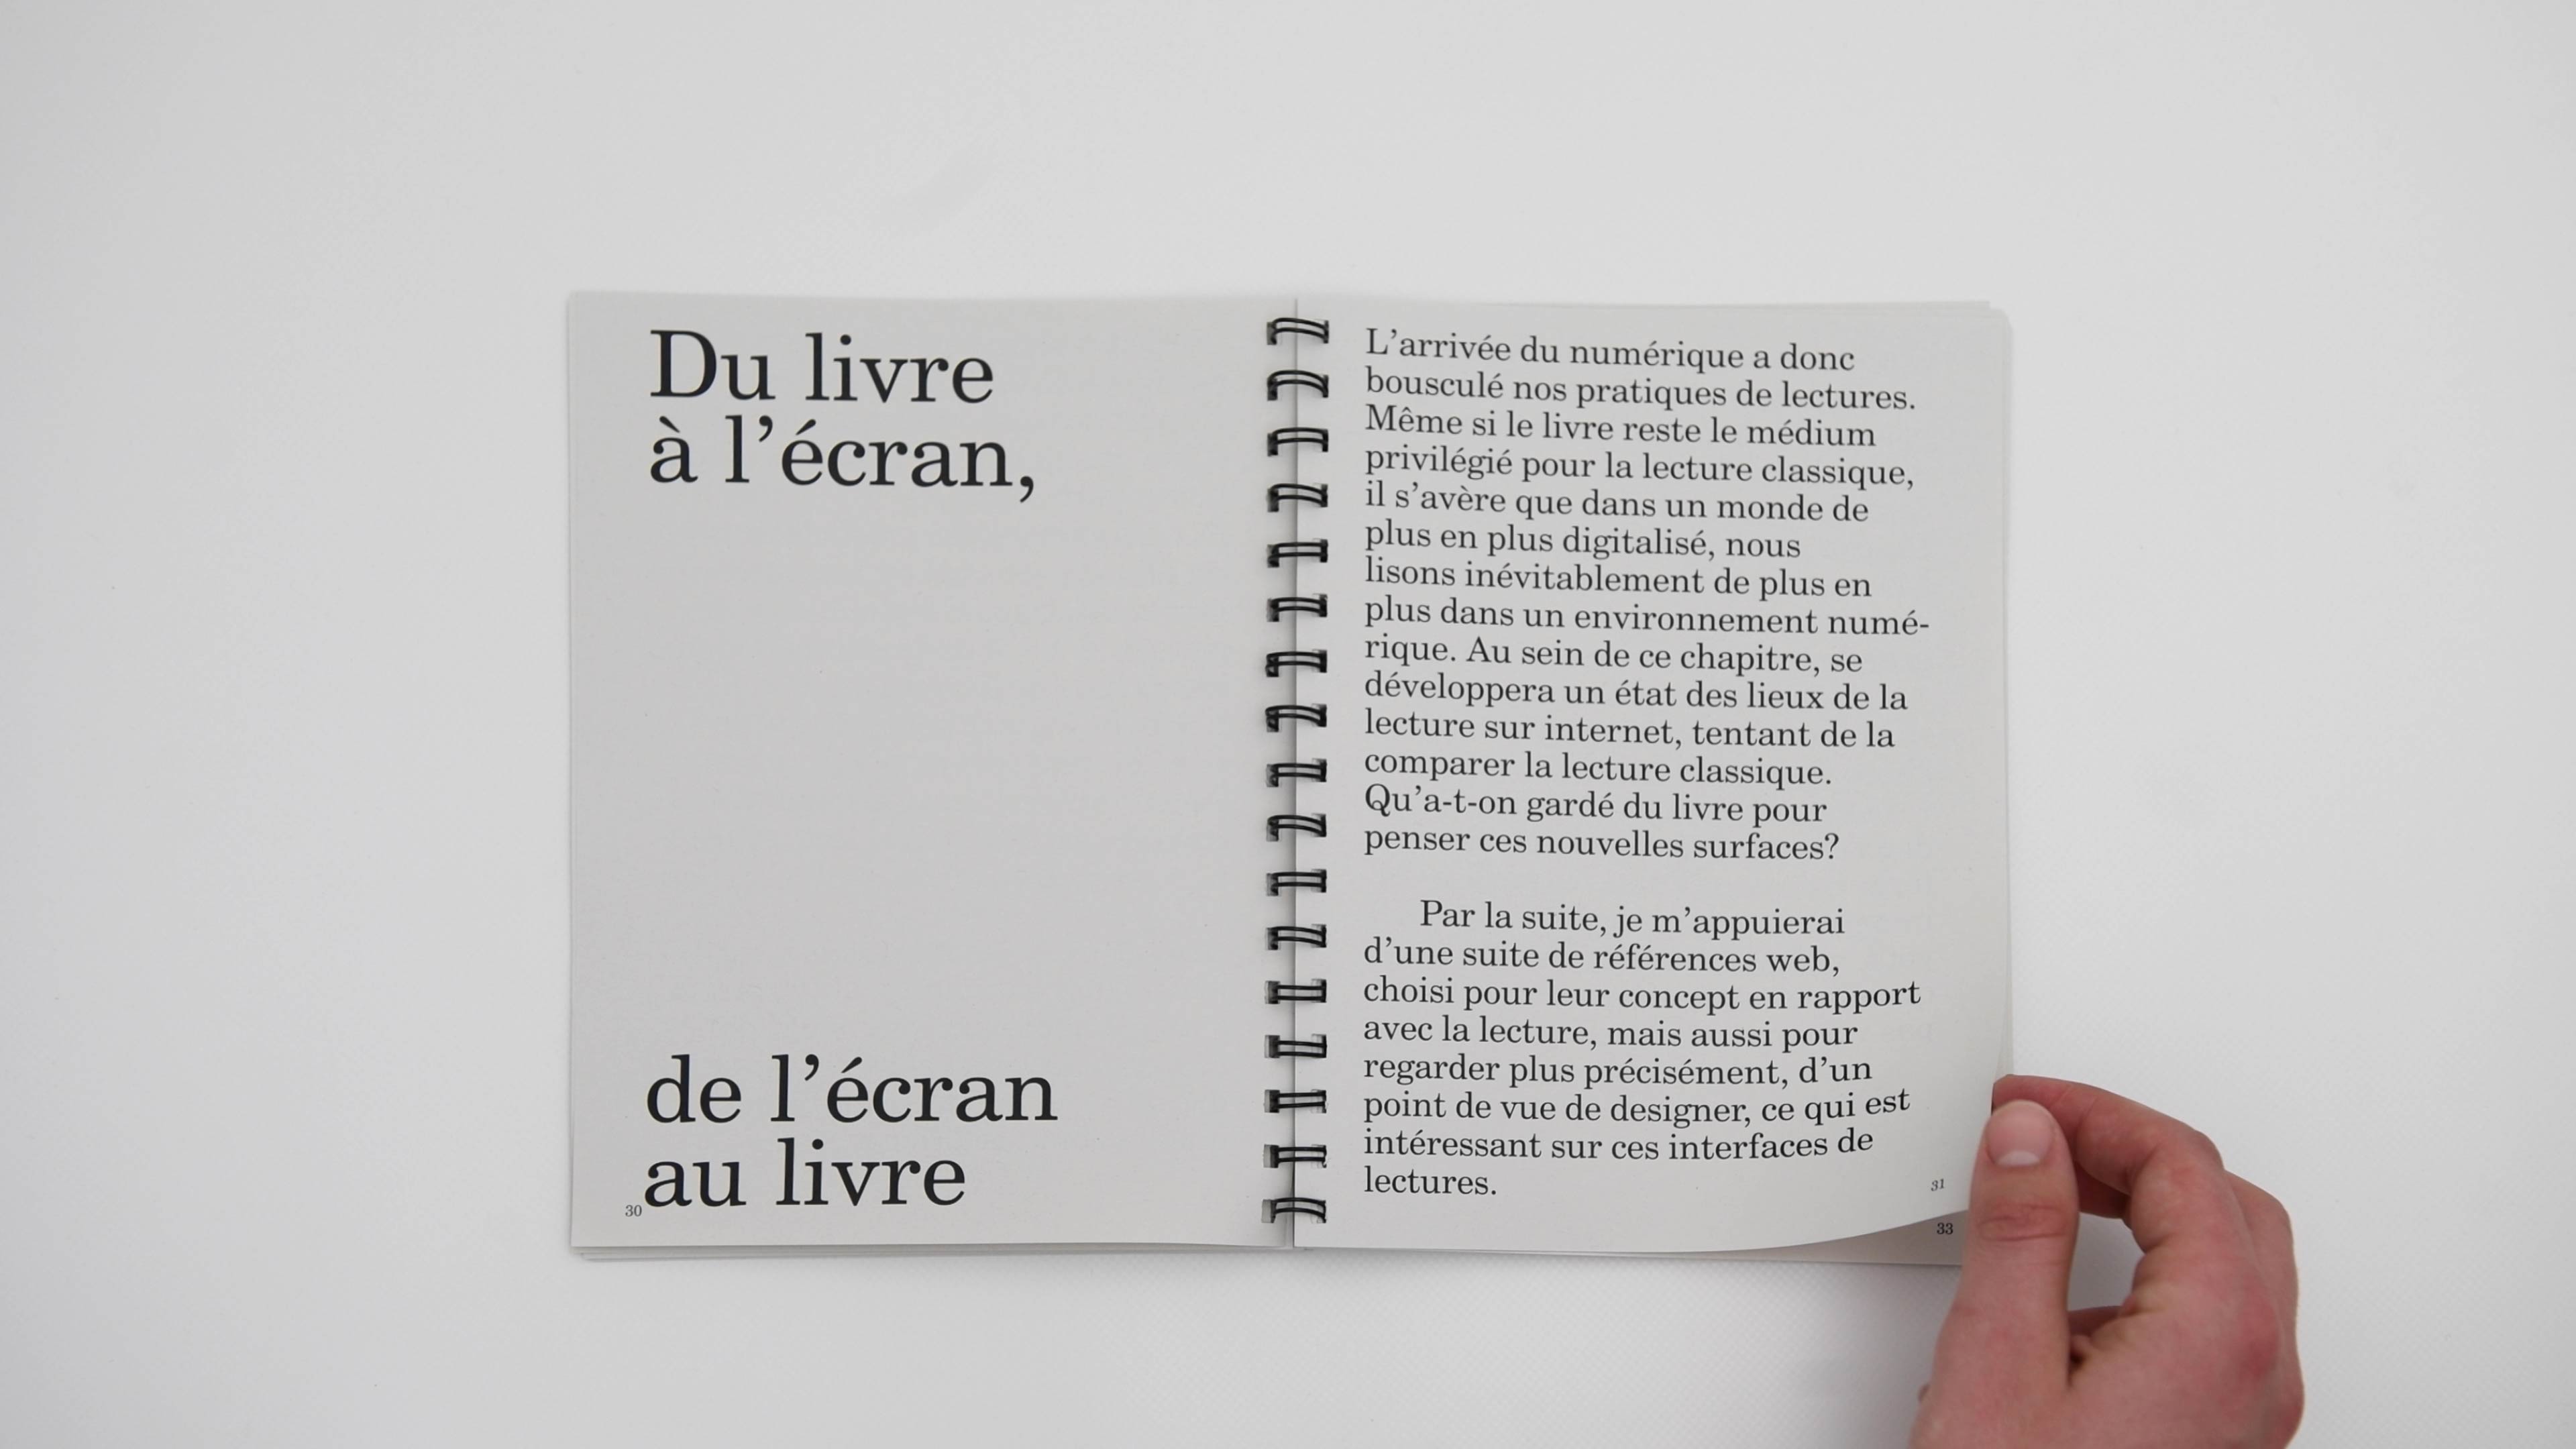 Du livre
à l’écran,
de l’écran
au livre
30
L’arrivée du numérique a donc
bousculé nos pratiques de lectures.
Même si le livre reste le médium
privilégié pour la lecture classique,
il s’avère que dans un monde de
plus en plus digitalisé, nous
lisons inévitablement de plus en
plus dans un environnement numé-
rique. Au sein de ce chapitre, se
développera un état des lieux de la
lecture sur internet, tentant de la
comparer la lecture classique.
Qu’a-t-on gardé du livre pour
penser ces nouvelles surfaces?
Par la suite, je m’appuierai
d’une suite de références web,
choisi pour leur concept en rapport
avec la lecture, mais aussi pour
regarder plus précisément, d’un
point de vue de designer, ce qui est
intéressant sur ces interfaces de
lectures.
31
33